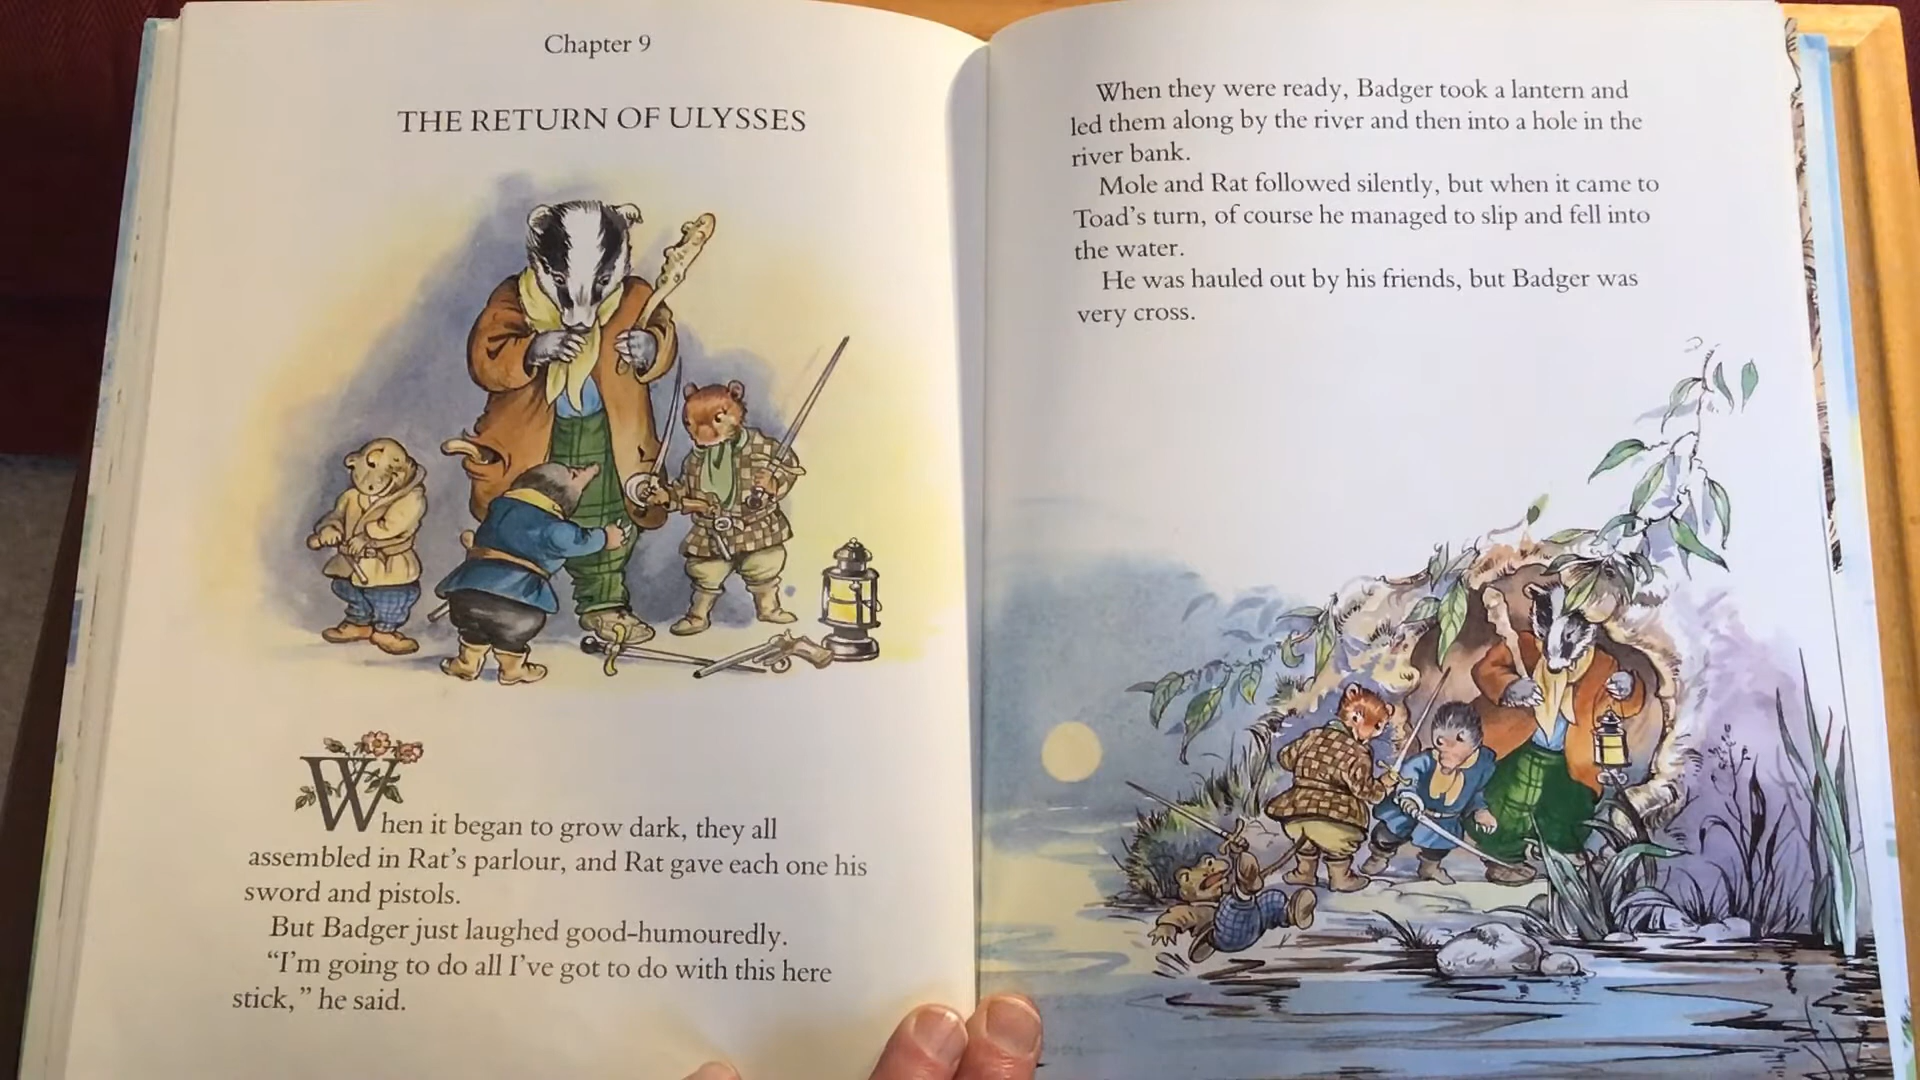 Chapter 9
THE RETURN OF ULYSSES
When it began to grow dark, they all
assembled in Rat's parlour, and Rat gave each one his
sword and pistols.
But Badger just laughed good-humouredly.
“I'm going to do all I've got to do with this here
stick,” he said.
When they were ready, Badger took a lantern and
led them along by the river and then into a hole in the
river bank.
Mole and Rat followed silently, but when it came to
Toad's turn, of course he managed to slip and fell into
the water.
He was hauled out by his friends, but Badger was
very cross.